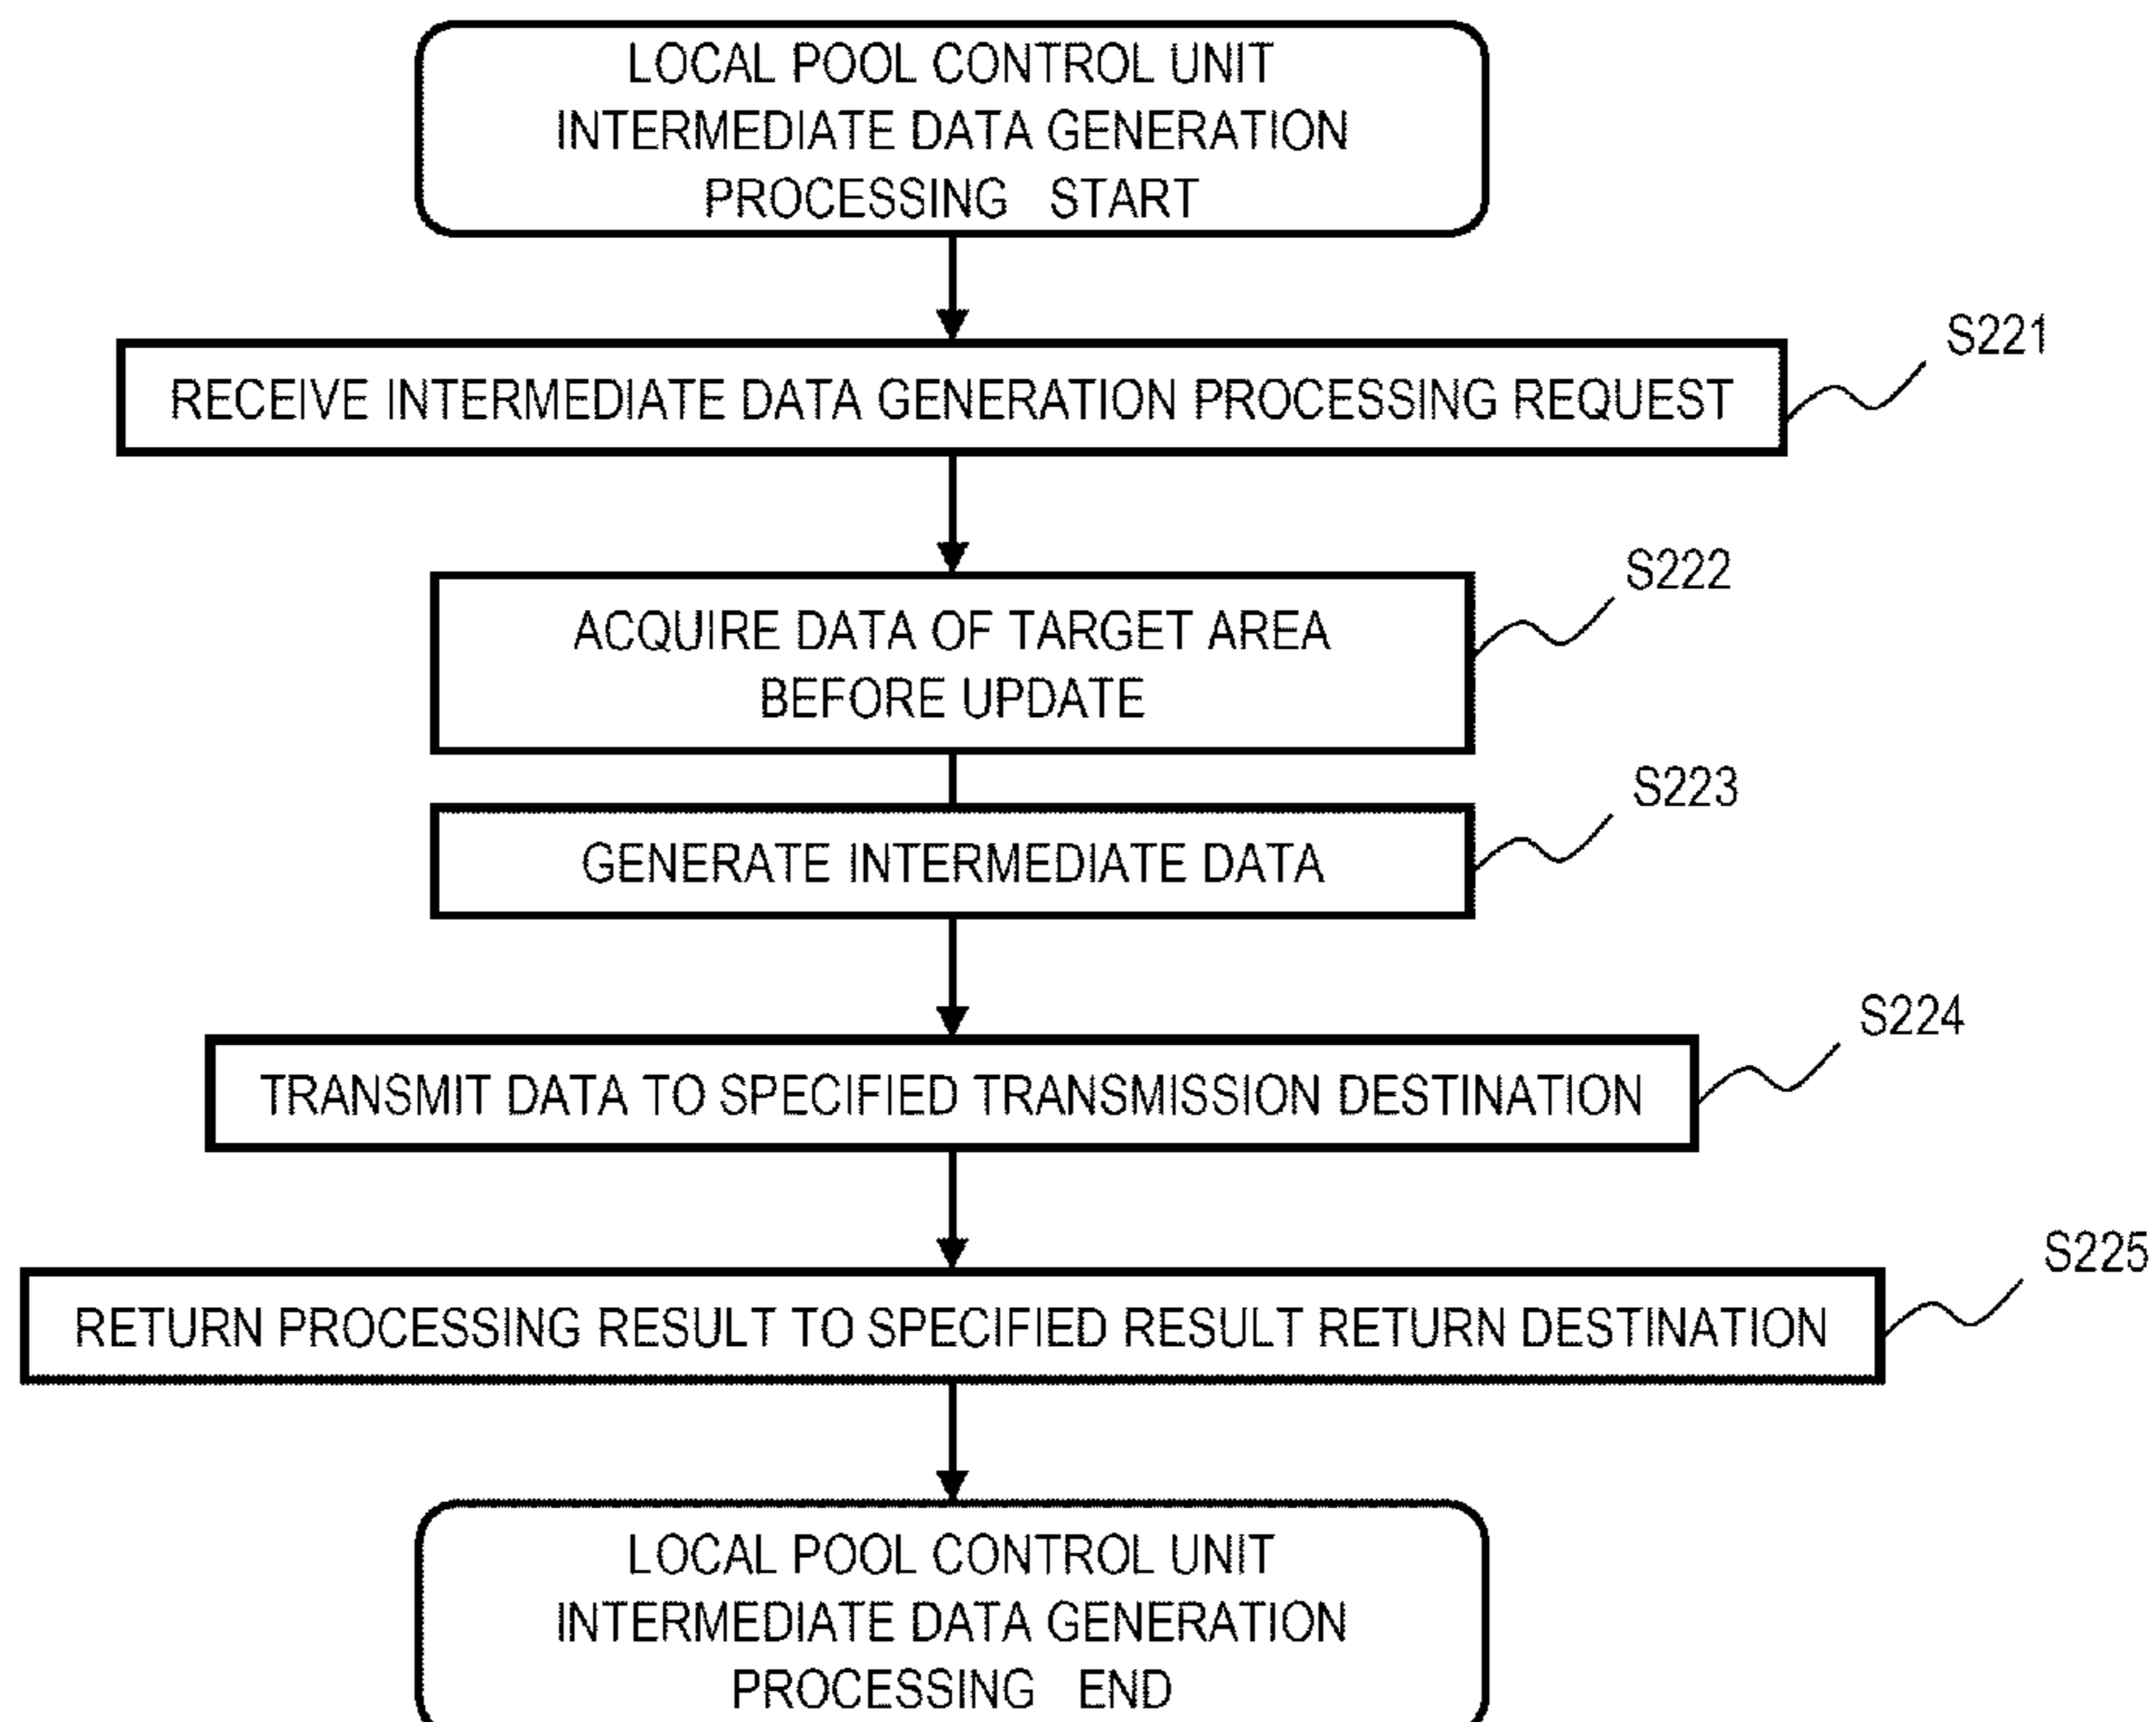 LOCAL POOL CONTROL UNIT
INTERMEDIATE DATA GENERATION
PROCESSING START
S221
RECEIVE INTERMEDIATE DATA GENERATION PROCESSING REQUEST
S222
ACQUIRE DATA OF TARGET AREA
BEFORE UPDATE
S223
GENERATE INTERMEDIATE DATA
S224
TRANSMIT DATA TO SPECIFIED TRANSMISSION DESTINATION
S225
RETURN PROCESSING RESULT TO SPECIFIED RESULT RETURN DESTINATION
LOCAL POOL CONTROL UNIT
INTERMEDIATE DATA GENERATION
PROCESSING END